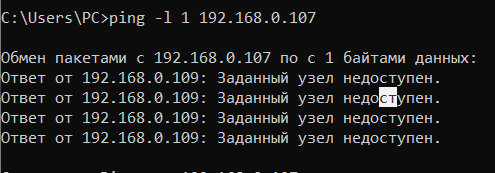 C:\Users\PC>ping -l 1 192.168.0.107
Обмен пакетами с 192.168.0.107 по с 1 байтами данных:
Ответ от 192.168.0.109: Заданный узел недоступен.
Ответ от 192.168.0.109: Заданный узел недоступен.
Ответ от 192.168.0.109: Заданный узел недоступен.
Ответ от 192.168.0.109: Заданный узел недоступен.